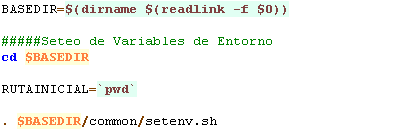 BASEDIR=$(dirname $(readlink -f $0))
#####Seteo de Variables de Entorno
cd $BASEDIR
RUTAINICIAL=`pwd`
. $BASEDIR/common/setenv.sh